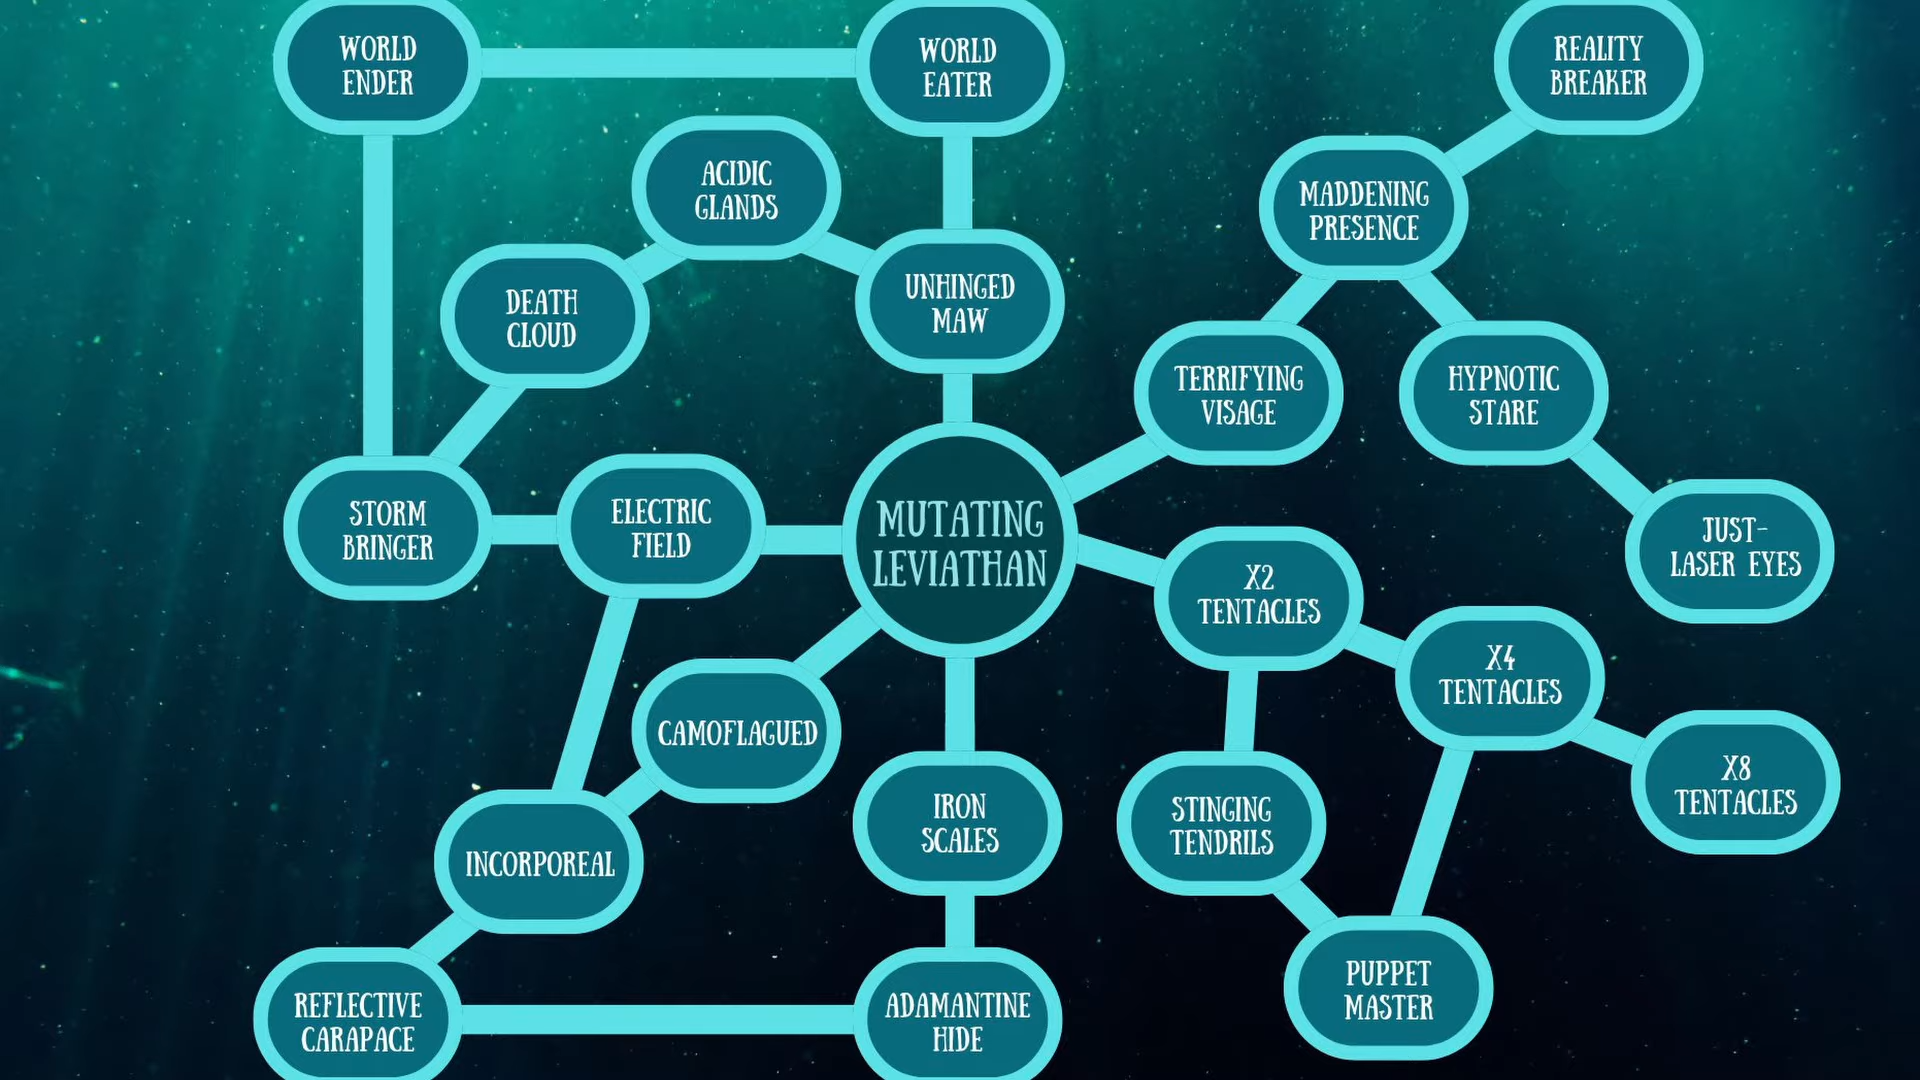 WORLD
ENDER
WORLD
EATER
REALITY
BREAKER
ACIDIC
GLANDS
MADDENING
PRESENCE
DEATH
CLOUD
UNHINGED
MAW
TERRIFYING
VISAGE
HYPNOTIC
STARE
STORM
BRINGER
ELECTRIC
FIELD
MUTATING
LEVIATHAN
JUST-
LASER EYES
X2
TENTACLES
X4
TENTACLES
CAMOFLAGUED
X8
TENTACLES
IRON
SCALES
STINGING
TENDRILS
INCORPOREAL
PUPPET
MASTER
REFLECTIVE
CARAPACE
ADAMANTINE
HIDE